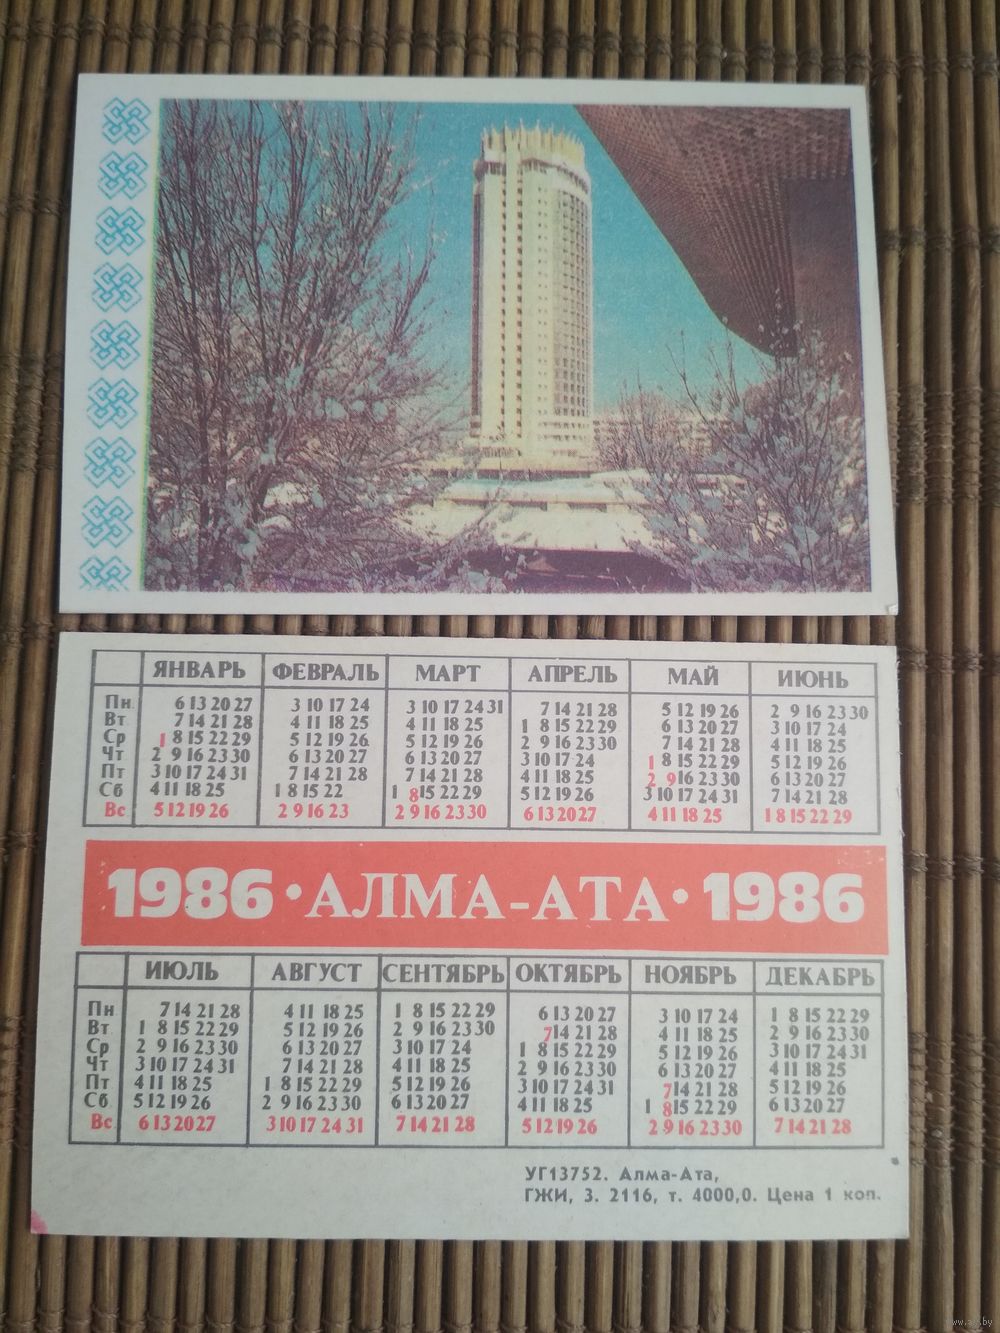 ЯНВАРЬ ФЕВРАЛЬ МАРТ АПРЕЛЬ МАЙ ИЮНЬ
Пн 6 13 20 27 3 10 17 24 3 10 17 24 31 7 14 21 28 5 12 19 26 2 9 16 23 30
Вт 7 14 21 28 4 11 18 25 4 11 18 25 1 8 15 22 29 6 13 20 27 3 10 17 24
Ср 1 8 15 22 29 5 12 19 26 5 12 19 26 2 9 16 23 30 7 14 21 28 4 11 18 25
Чт 2 9 16 23 30 6 13 20 27 6 13 20 27 3 10 17 24 1 8 15 22 29 5 12 19 26
Пт 3 10 17 24 31 7 14 21 28 7 14 21 28 4 11 18 25 2 9 16 23 30 6 13 20 27
Сб 4 11 18 25 1 8 15 22 1 8 15 22 29 5 12 19 26 3 10 17 24 31 7 14 21 28
Вс 5 12 19 26 2 9 16 23 2 9 16 23 30 6 13 20 27 4 11 18 25 1 8 15 22 29
1986 • АЛМА-АТА • 1986
ИЮЛЬ АВГУСТ СЕНТЯБРЬ ОКТЯБРЬ НОЯБРЬ ДЕКАБРЬ
Пн 7 14 21 28 4 11 18 25 1 8 15 22 29 6 13 20 27 3 10 17 24 1 8 15 22 29
Вт 1 8 15 22 29 5 12 19 26 2 9 16 23 30 7 14 21 28 4 11 18 25 2 9 16 23 30
Ср 2 9 16 23 30 6 13 20 27 3 10 17 24 1 8 15 22 29 5 12 19 26 3 10 17 24 31
Чт 3 10 17 24 31 7 14 21 28 4 11 18 25 2 9 16 23 30 6 13 20 27 4 11 18 25
Пт 4 11 18 25 1 8 15 22 29 5 12 19 26 3 10 17 24 31 7 14 21 28 5 12 19 26
Сб 5 12 19 26 2 9 16 23 30 6 13 20 27 4 11 18 25 1 8 15 22 29 6 13 20 27
Вс 6 13 20 27 3 10 17 24 31 7 14 21 28 5 12 19 26 2 9 16 23 30 7 14 21 28
УГ13752. Алма-Ата,
ГЖИ, З. 2116, т. 4000,0. Цена 1 коп.